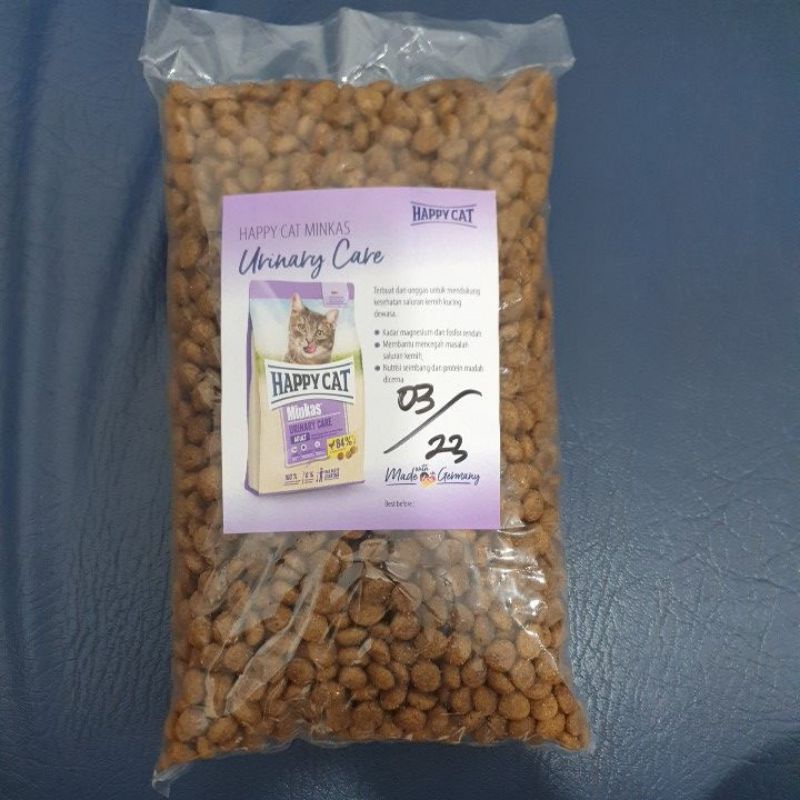 HAPPY CAT
HAPPY CAT MINKAS
Urinary Care
Terbuat dari unggas untuk mendukung
kesehatan saluran kemih kucing
dewasa.
Kadar magnesium dan fosfor rendah
Membantu mencegah masalah
saluran kemih
Nutrisi seimbang dan protein mudah
dicerna
03/
23
HAPPY CAT
Minkas
URINARY CARE
ADULT
84%
Made with in Germany
Best before :